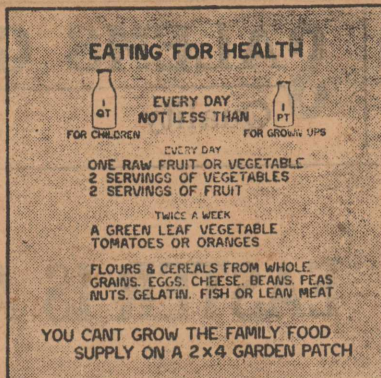 EATING FOR HEALTH
1
QT
EVERY DAY
NOT LESS THAN
1
PT
FOR CHILDREN
FOR GROWN UPS
EVERY DAY
ONE RAW FRUIT OR VEGETABLE
2 SERVINGS OF VEGETABLES
2 SERVINGS OF FRUIT
TWICE A WEEK
A GREEN LEAF VEGETABLE
TOMATOES OR ORANGES
FLOURS & CEREALS FROM WHOLE
GRAINS. EGGS. CHEESE. BEANS. PEAS
NUTS. GELATIN. FISH OR LEAN MEAT
YOU CANT GROW THE FAMILY FOOD
SUPPLY ON A 2x4 GARDEN PATCH